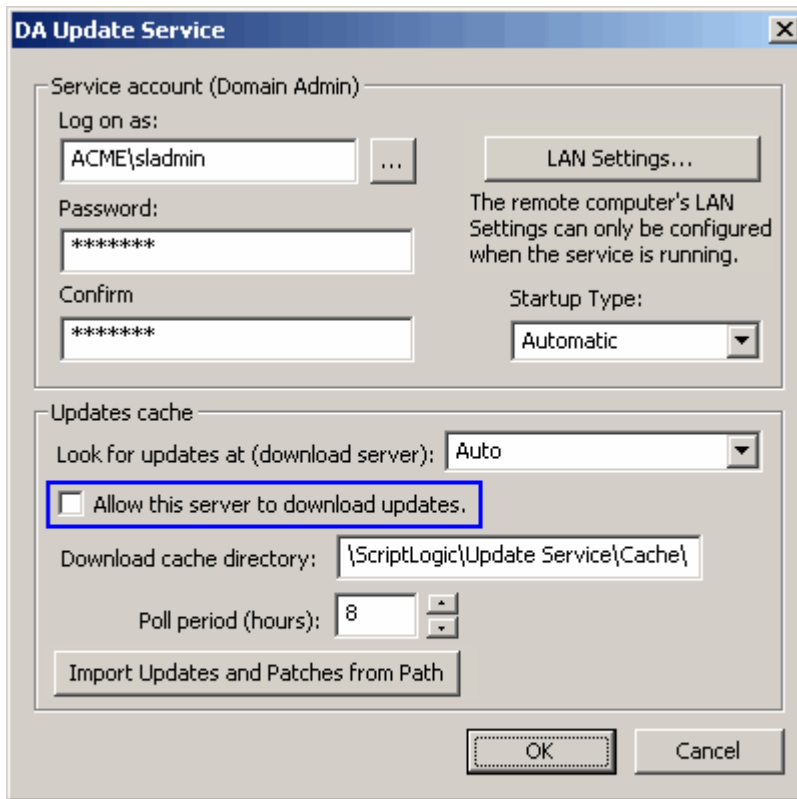 DA Update Service
Service account (Domain Admin)
Log on as:
ACME\sladmin
...
LAN Settings...
Password:
*******
The remote computer's LAN
Settings can only be configured
when the service is running.
Confirm
*******
Startup Type:
Automatic
Updates cache
Look for updates at (download server): Auto
Allow this server to download updates.
Download cache directory: \ScriptLogic\Update Service\Cache\
Poll period (hours): 8
Import Updates and Patches from Path
OK
Cancel